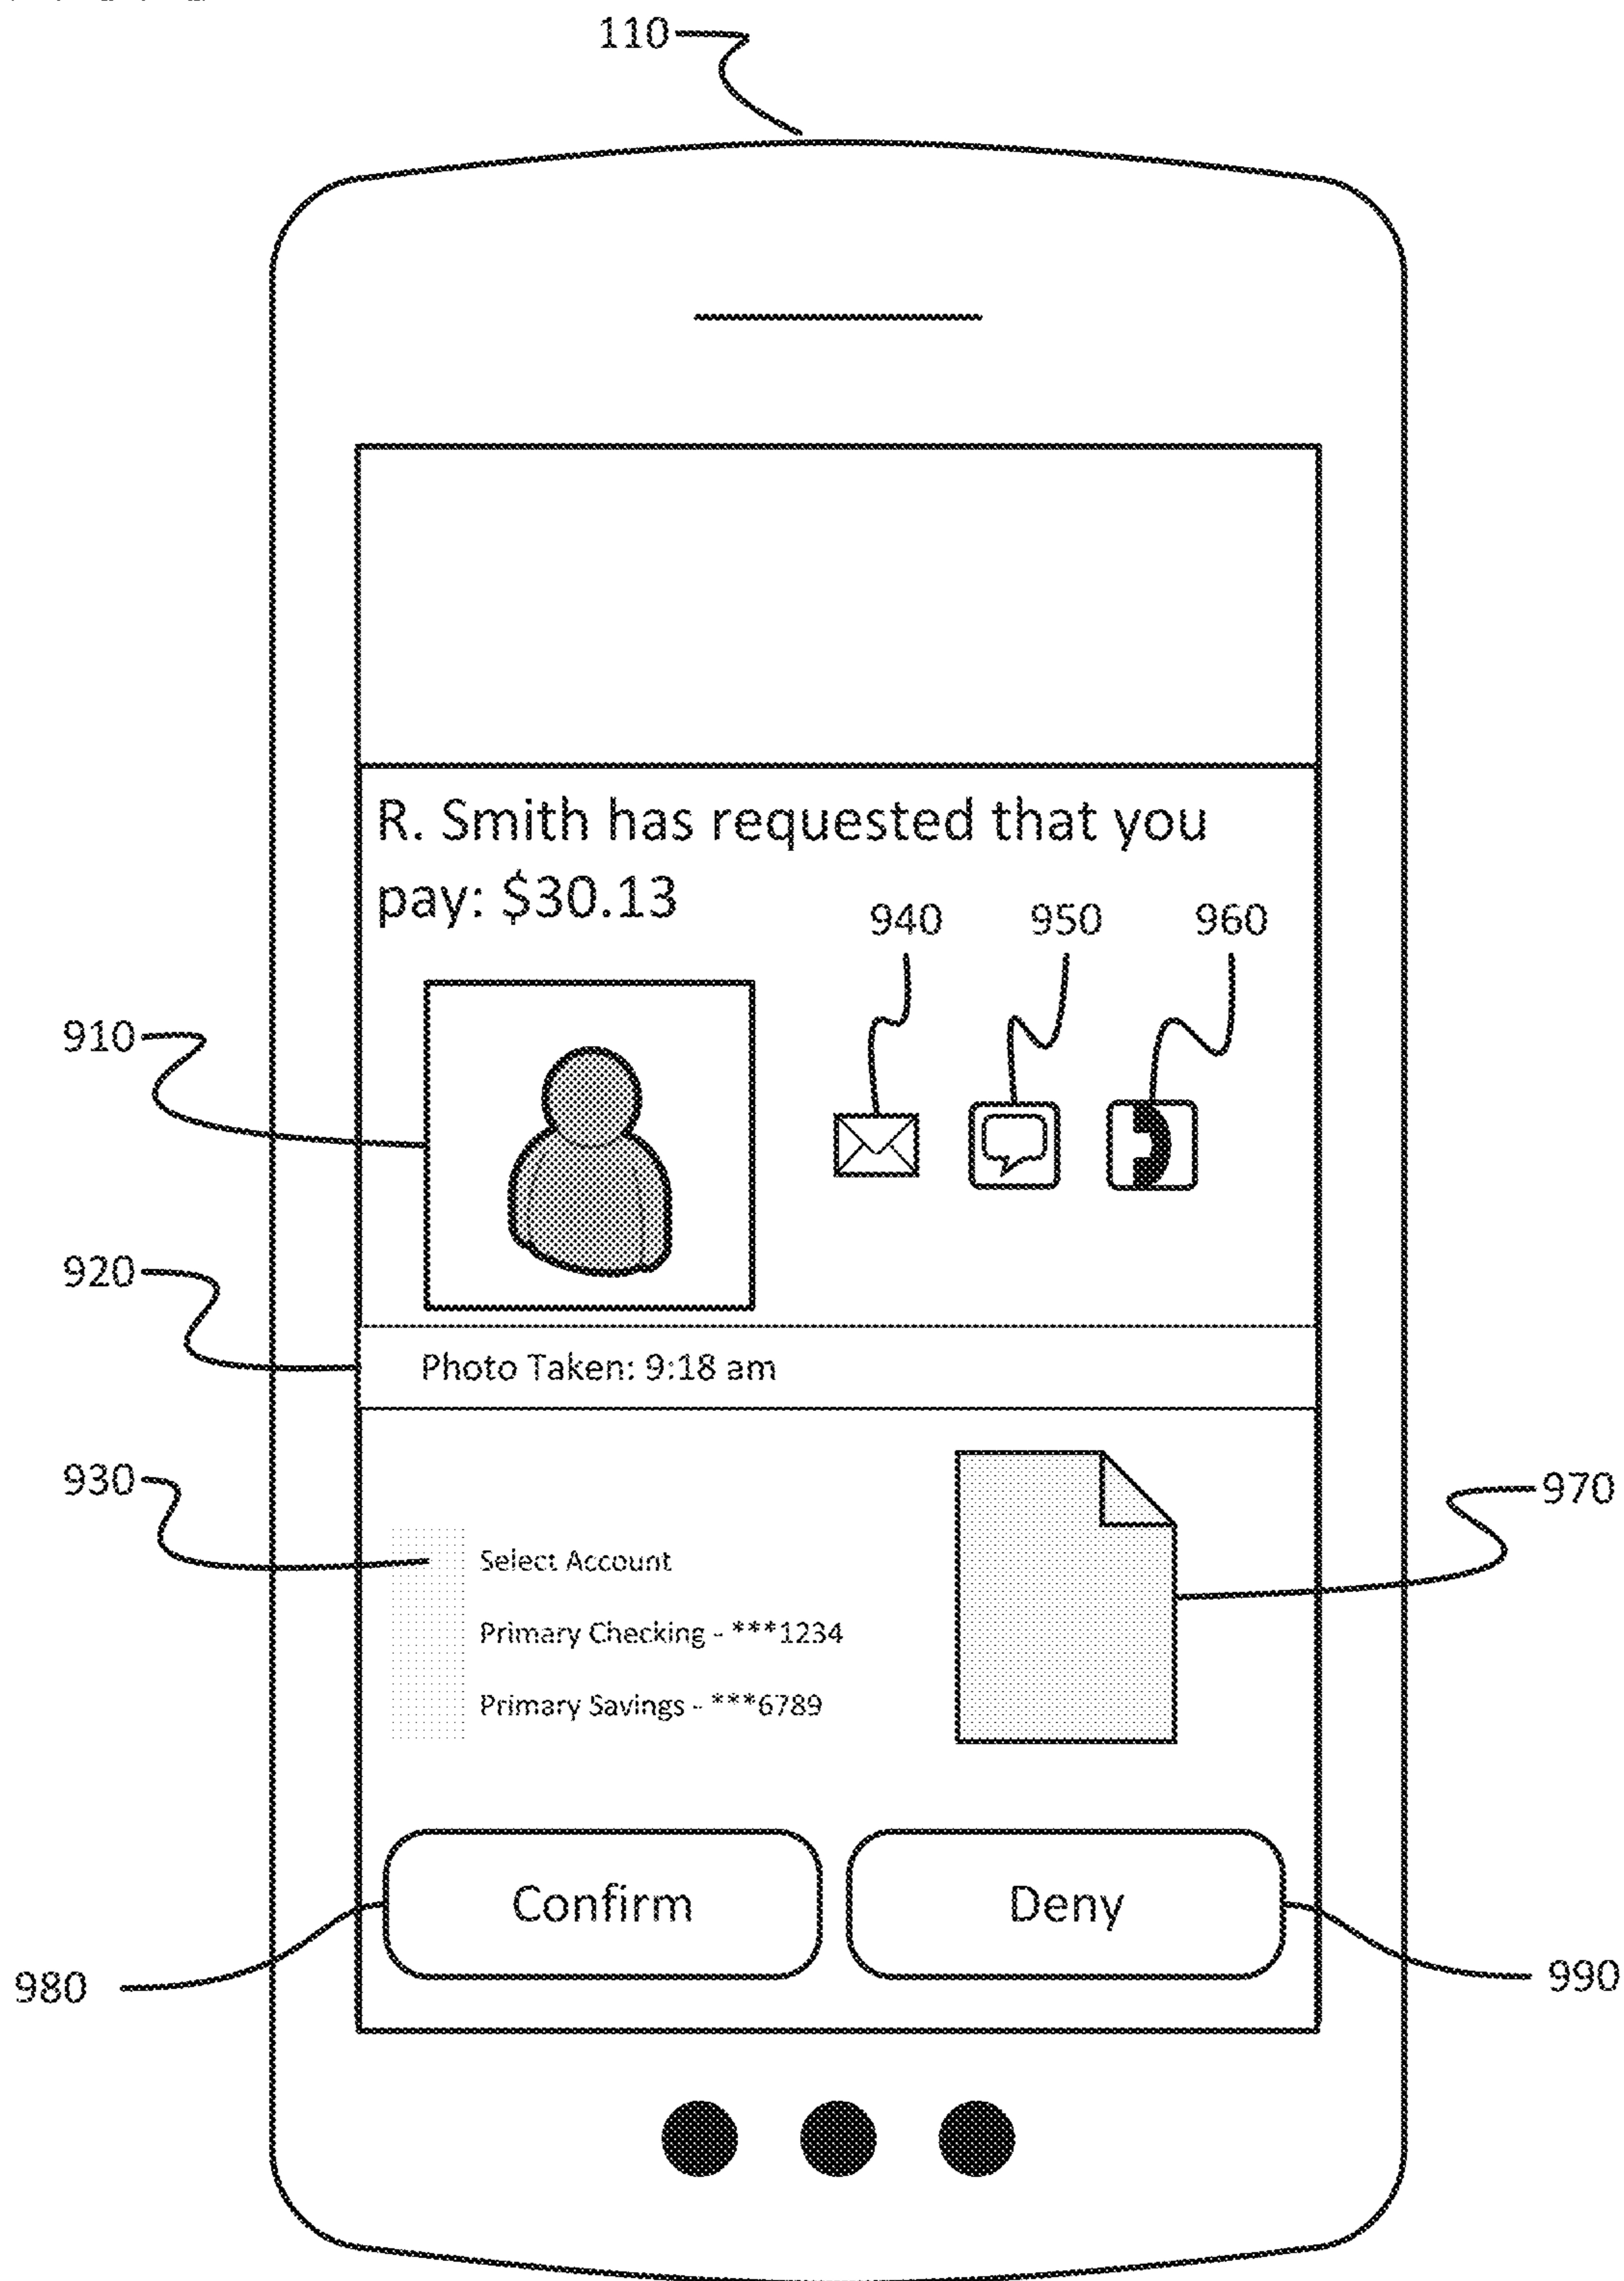 110
R. Smith has requested that you
pay: $30.13
940 950 960
910
920
Photo Taken: 9:18 am
930
970
Select Account
Primary Checking - ***1234
Primary Savings - ***6789
Confirm
Deny
980
990